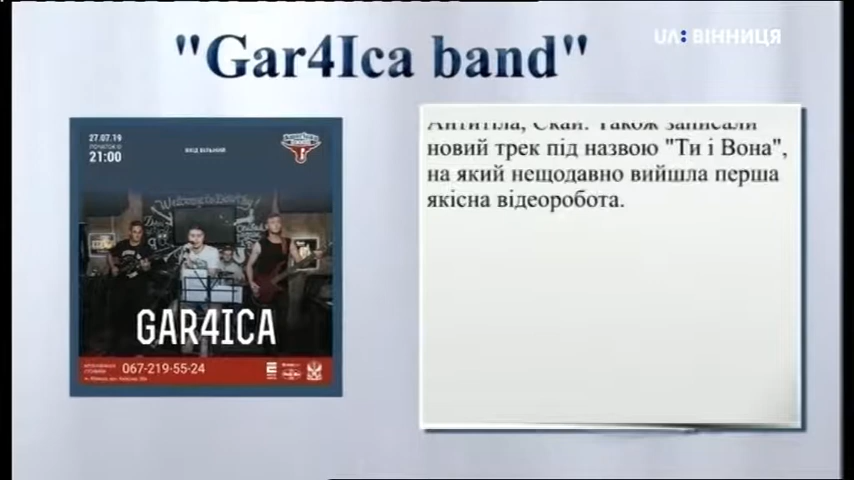 "Gar4Ica band"
UA: ВІННИЦЯ
27.07.19
ПОЧАТОК О
21:00
ВХІД ВІЛЬНИЙ
GAR4ICA
067-219-55-24
Антитіла, Скай. Також записали
новий трек під назвою "Ти і Вона",
на який нещодавно вийшла перша
якісна відеоробота.